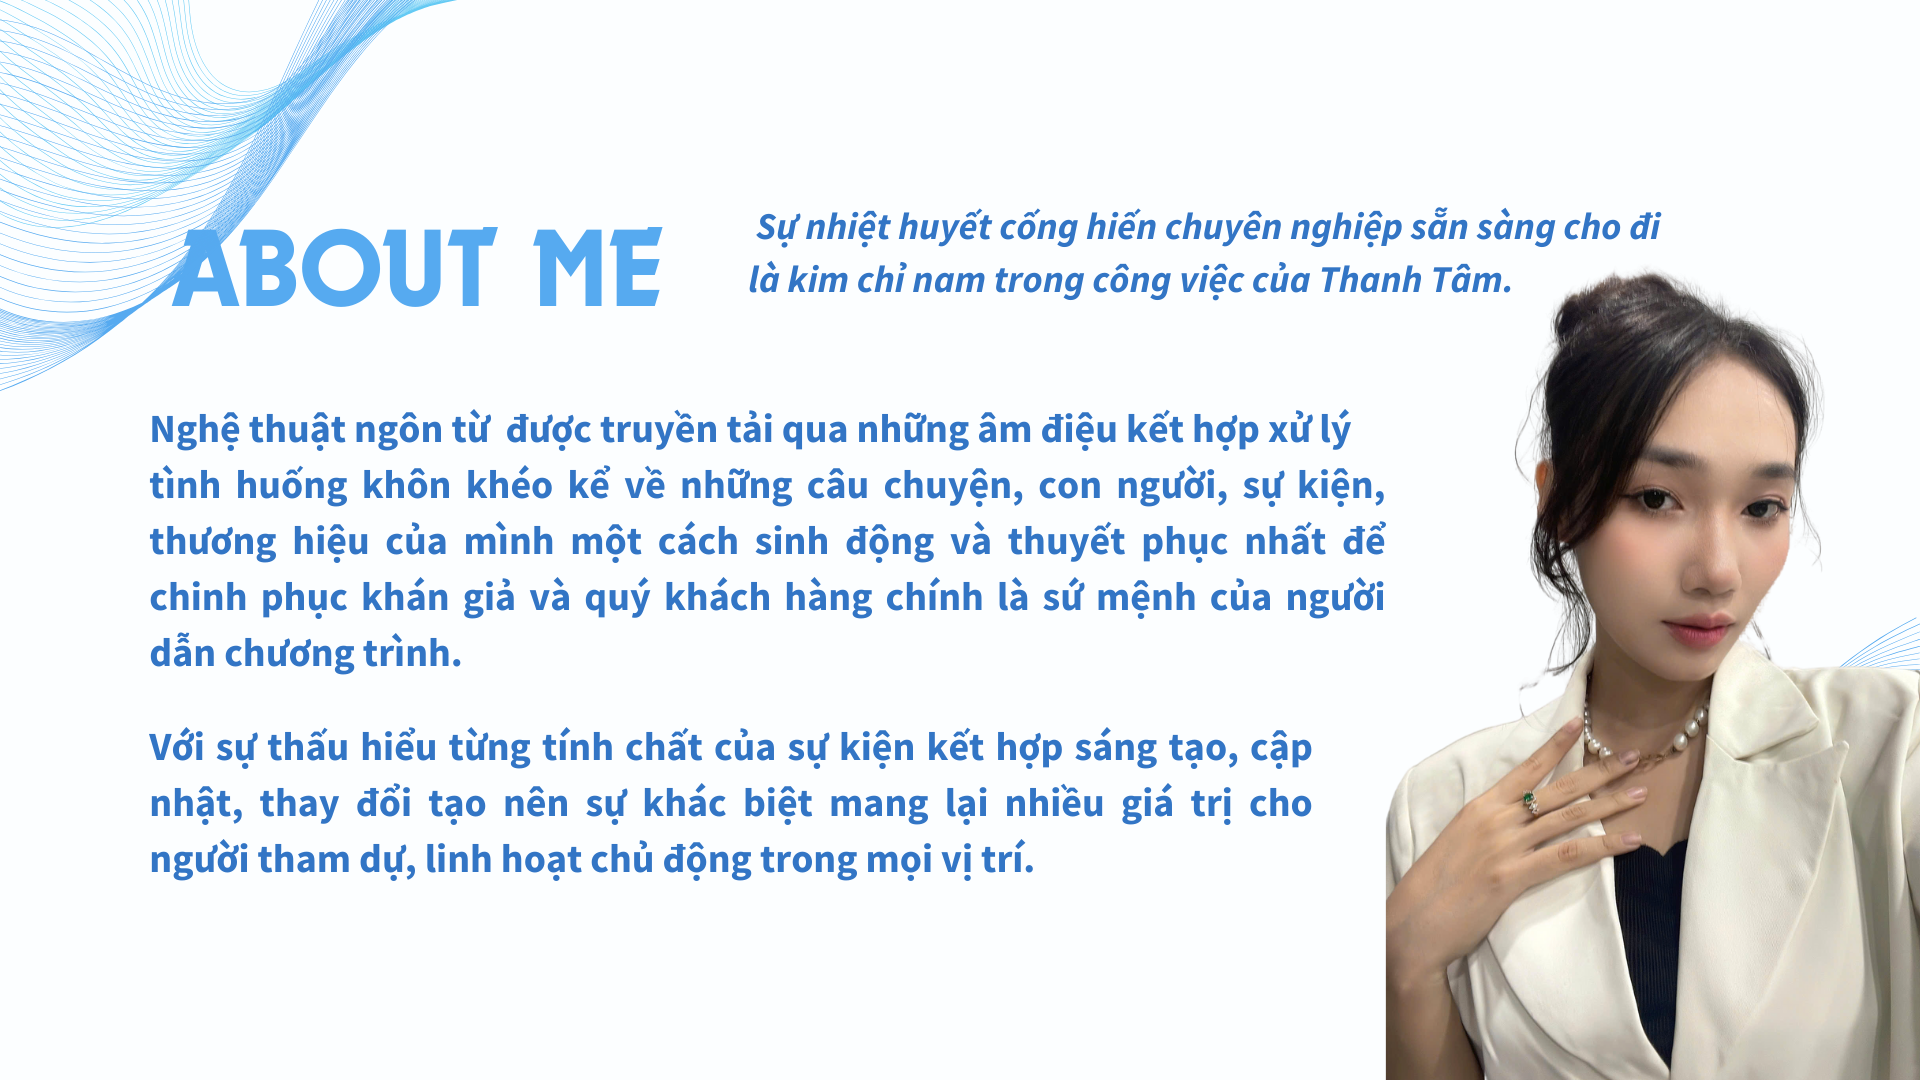 ABOUT ME
Sự nhiệt huyết cống hiến chuyên nghiệp sẵn sàng cho đi
là kim chỉ nam trong công việc của Thanh Tâm.
Nghệ thuật ngôn từ được truyền tải qua những âm điệu kết hợp xử lý
tình huống khôn khéo kể về những câu chuyện, con người, sự kiện,
thương hiệu của mình một cách sinh động và thuyết phục nhất để
chinh phục khán giả và quý khách hàng chính là sứ mệnh của người
dẫn chương trình.
Với sự thấu hiểu từng tính chất của sự kiện kết hợp sáng tạo, cập
nhật, thay đổi tạo nên sự khác biệt mang lại nhiều giá trị cho
người tham dự, linh hoạt chủ động trong mọi vị trí.